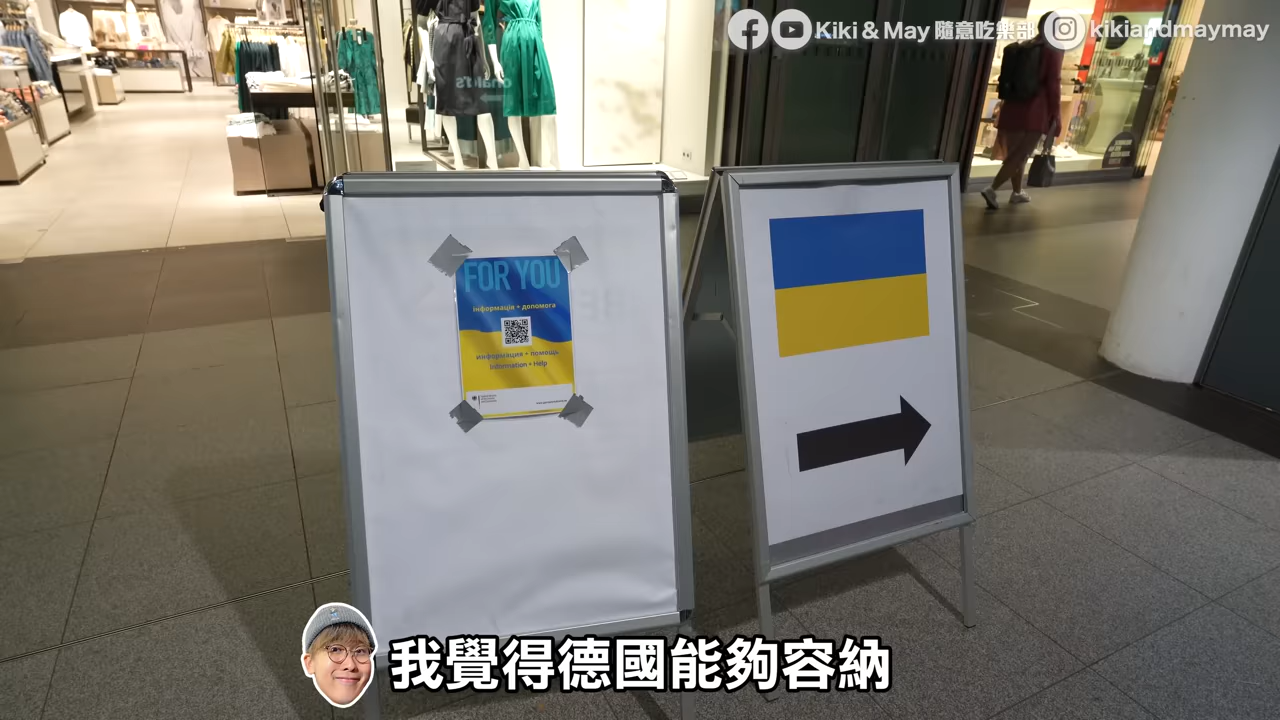 Kiki & May 隨意吃樂部
kikiandmaymay
FOR YOU
інформація + допомога
информация + помощь
Information + Help
我覺得德國能夠容納